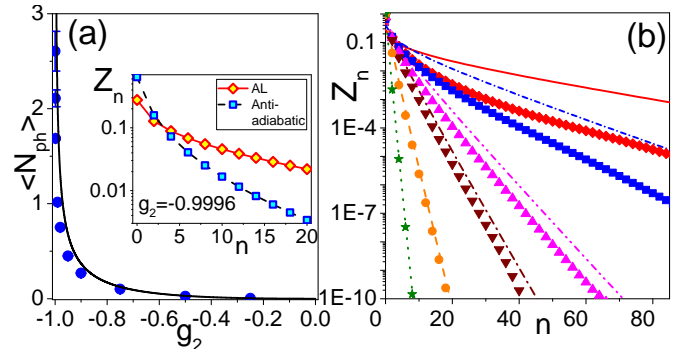 (a)
<N_ph>
3
2
1
0
-1.0 -0.8 -0.6 -0.4 -0.2 0.0
g_2
Z_n
0.1
0.01
0 5 10 15 20
n
g_2=-0.9996
AL
Anti-
adiabatic
(b)
Z_n
0.1
1E-4
1E-7
1E-10
0 20 40 60 80
n